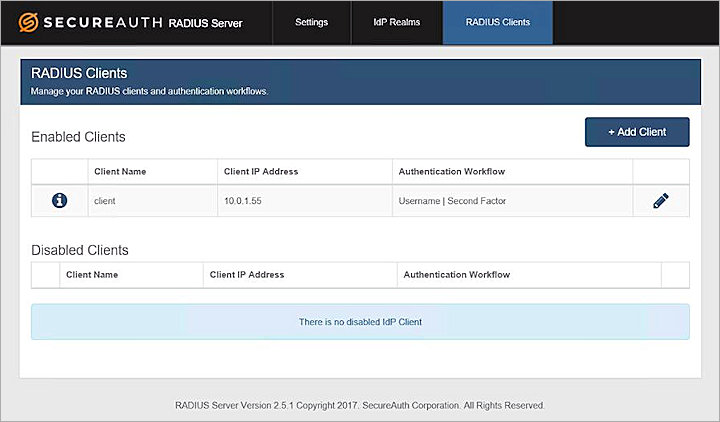 SECUREAUTH RADIUS Server Settings IdP Realms RADIUS Clients
RADIUS Clients
Manage your RADIUS clients and authentication workflows.
Enabled Clients + Add Client
Client Name Client IP Address Authentication Workflow
client 10.0.1.55 Username | Second Factor
Disabled Clients
Client Name Client IP Address Authentication Workflow
There is no disabled IdP Client
RADIUS Server Version 2.5.1 Copyright 2017. SecureAuth Corporation. All Rights Reserved.